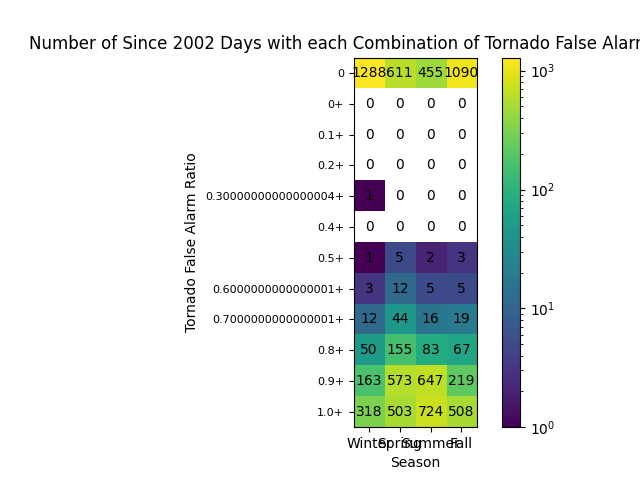 Number of Since 2002 Days with each Combination of Tornado False Alarm
0 1288 611 455 1090
0+ 0 0 0 0
0.1+ 0 0 0 0
0.2+ 0 0 0 0
0.30000000000000004+ 1 0 0 0
0.4+ 0 0 0 0
0.5+ 1 5 2 3
0.6000000000000001+ 3 12 5 5
0.7000000000000001+ 12 44 16 19
0.8+ 50 155 83 67
0.9+ 163 573 647 219
1.0+ 318 503 724 508
Winter Spring Summer Fall
Season
Tornado False Alarm Ratio
10³
10²
10¹
10⁰